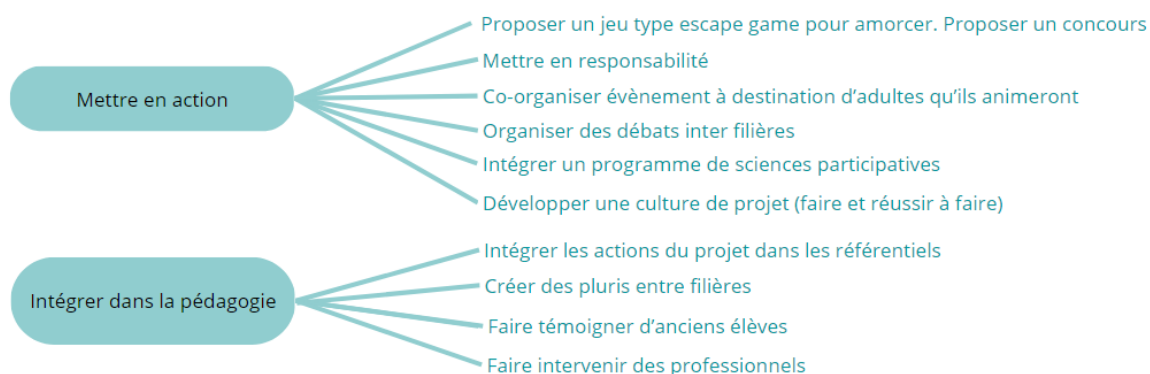 Mettre en action
Proposer un jeu type escape game pour amorcer. Proposer un concours
Mettre en responsabilité
Co-organiser évènement à destination d'adultes qu'ils animeront
Organiser des débats inter filières
Intégrer un programme de sciences participatives
Développer une culture de projet (faire et réussir à faire)
Intégrer dans la pédagogie
Intégrer les actions du projet dans les référentiels
Créer des pluris entre filières
Faire témoigner d'anciens élèves
Faire intervenir des professionnels